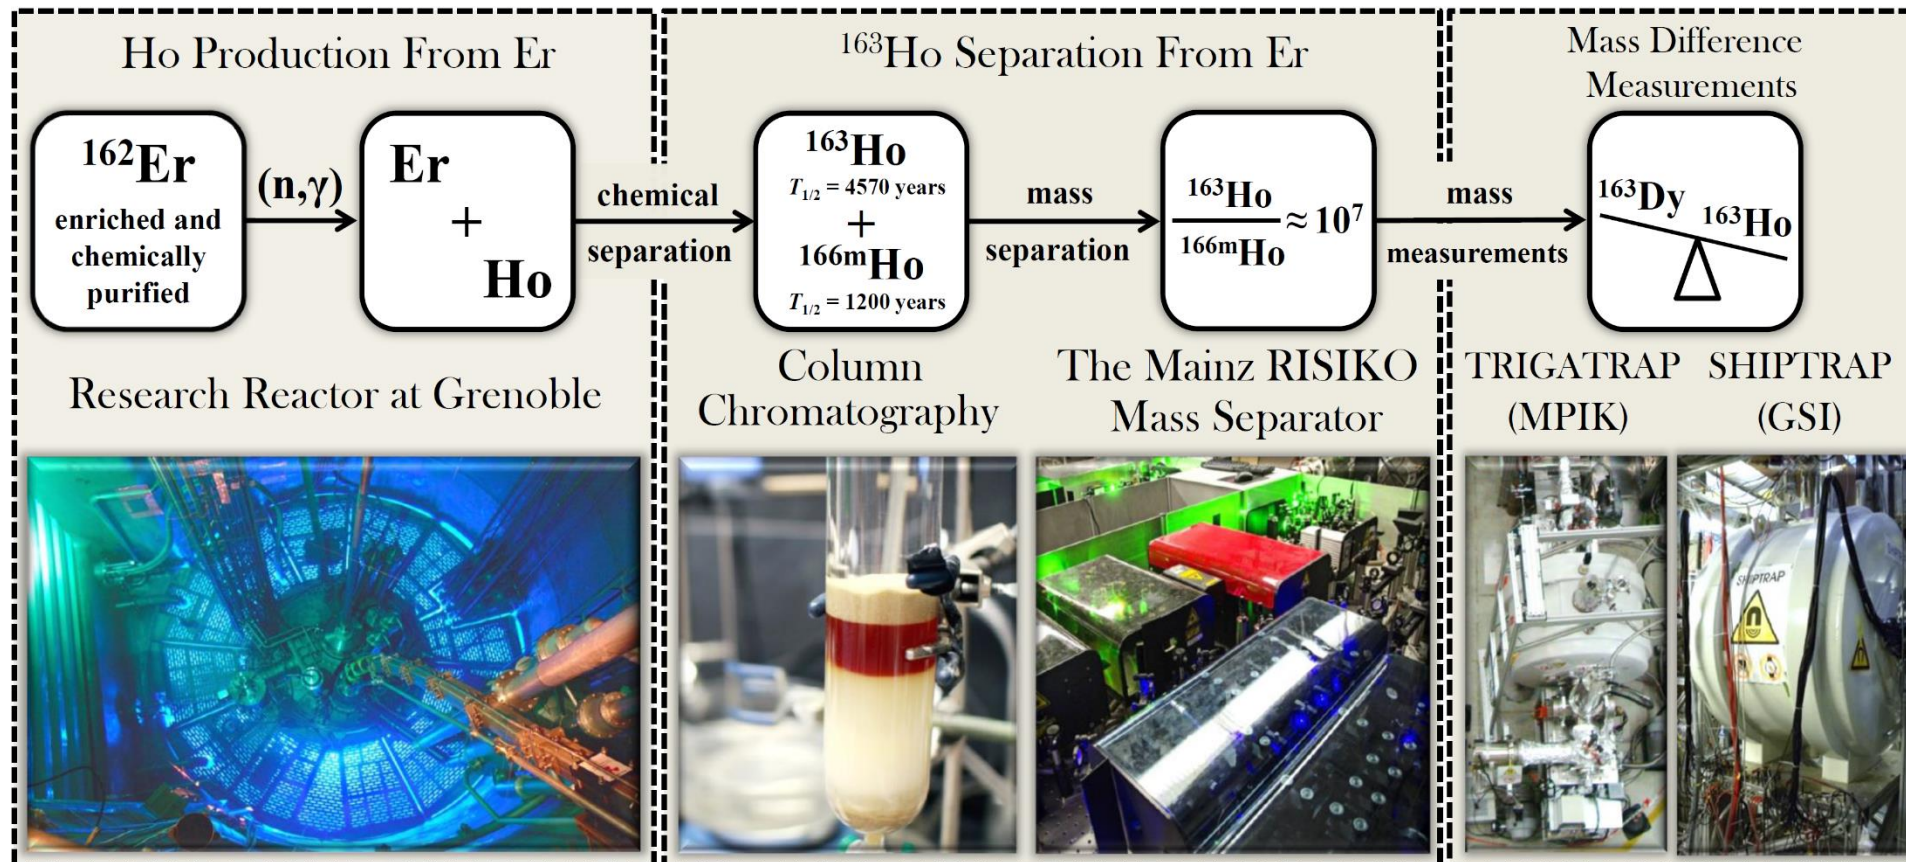 Ho Production From Er
¹⁶²Er
enriched and
chemically
purified
(n,γ)
Er
+
Ho
chemical
separation
Research Reactor at Grenoble
¹⁶³Ho Separation From Er
¹⁶³Ho
T₁/₂ = 4570 years
+
¹⁶⁶ᵐHo
T₁/₂ = 1200 years
mass
separation
¹⁶³Ho
¹⁶⁶ᵐHo
≈ 10⁷
Column
Chromatography
The Mainz RISIKO
Mass Separator
mass
measurements
Mass Difference
Measurements
¹⁶³Dy
¹⁶³Ho
TRIGATRAP
(MPIK)
SHIPTRAP
(GSI)
SHIPTRAP